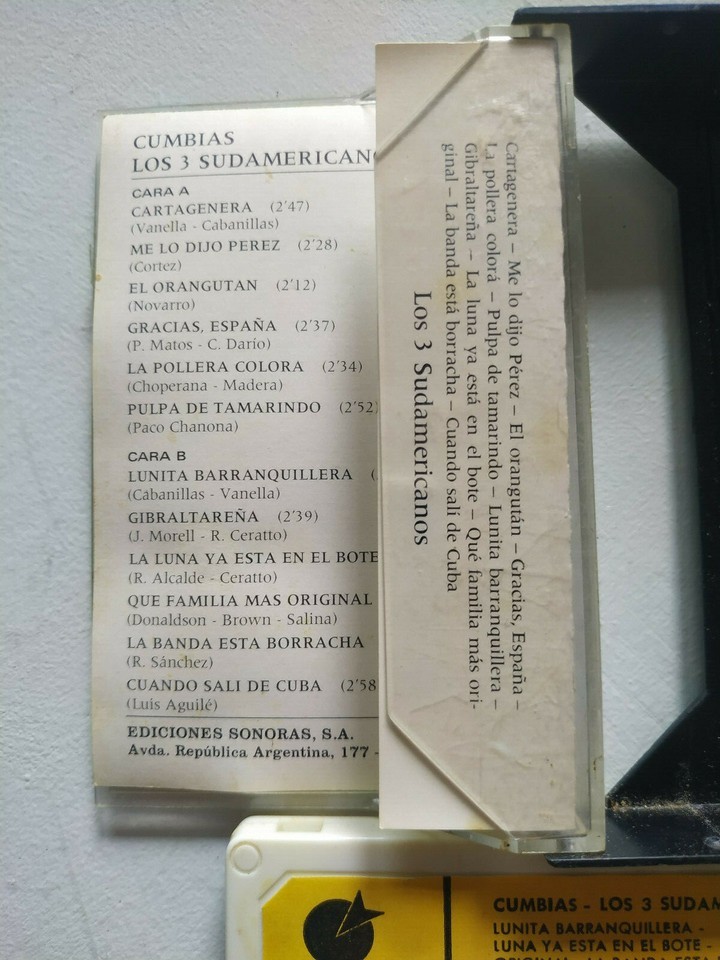 CUMBIAS
LOS 3 SUDAMERICAN
CARA A
CARTAGENERA (2'47)
(Vanella - Cabanillas)
ME LO DIJO PEREZ (2'28)
(Cortez)
EL ORANGUTAN (2'12)
(Novarro)
GRACIAS, ESPAÑA (2'37)
(P. Matos - C. Darío)
LA POLLERA COLORA (2'34)
(Choperana - Madera)
PULPA DE TAMARINDO (2'52)
(Paco Chanona)
CARA B
LUNITA BARRANQUILLERA (
(Cabanillas - Vanella)
GIBRALTAREÑA (2'39)
(J. Morell - R. Ceratto)
LA LUNA YA ESTA EN EL BOTE
(R. Alcalde - Ceratto)
QUE FAMILIA MAS ORIGINAL
(Donaldson - Brown - Salina)
LA BANDA ESTA BORRACHA
(R. Sánchez)
CUANDO SALI DE CUBA (2'58
(Luis Aguilé)
EDICIONES SONORAS, S.A.
Avda. República Argentina, 177 -
Cartagenera – Me lo dijo Pérez – El orangután – Gracias, España –
La pollera colorá – Pulpa de tamarindo – Lunita barranquillera –
Gibraltareña – La luna ya está en el bote – Qué familia más ori-
ginal – La banda está borracha – Cuando salí de Cuba
Los 3 Sudamericanos
CUMBIAS - LOS 3 SUDAM
LUNITA BARRANQUILLERA -
LUNA YA ESTA EN EL BOTE -
ORIGINAL - LA BANDA ESTA